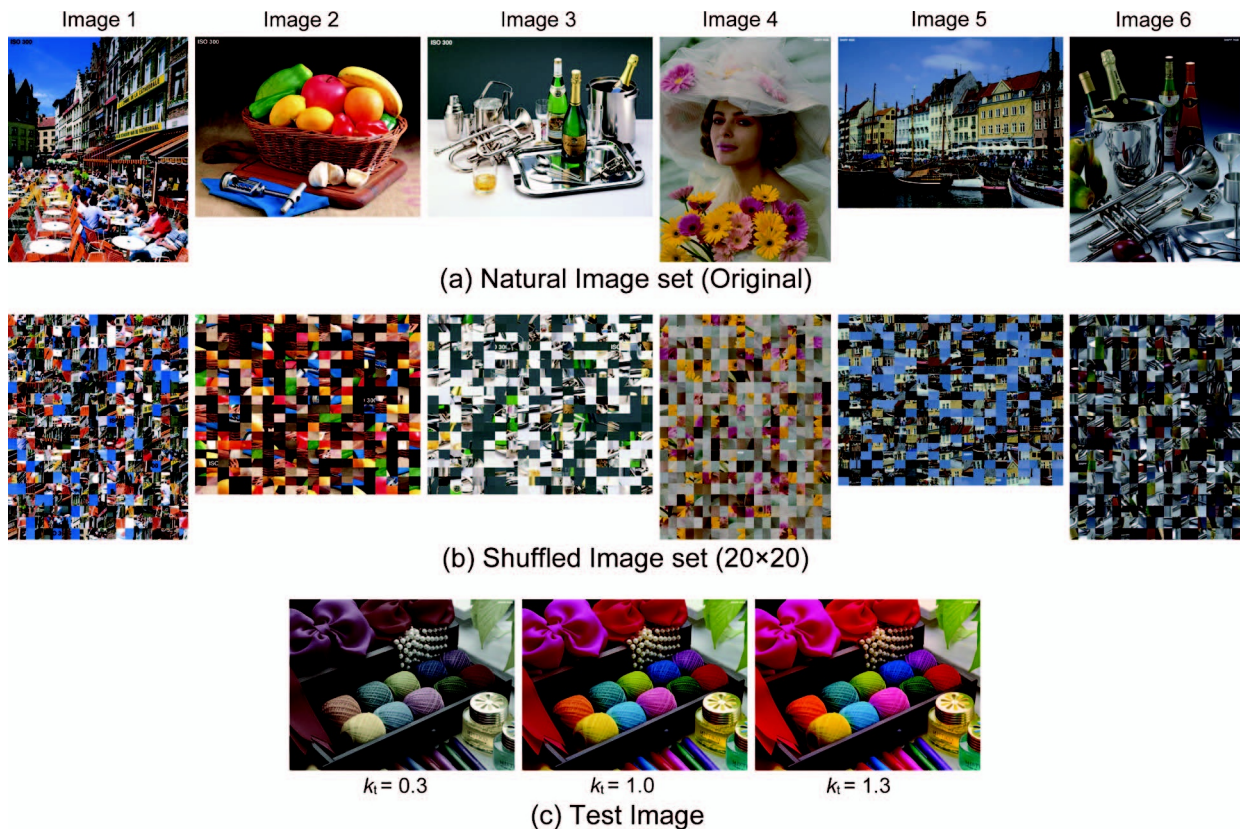 Image 1
Image 2
Image 3
Image 4
Image 5
Image 6
ISO 300
ISO 300
ISO 300
(a) Natural Image set (Original)
(b) Shuffled Image set (20×20)
kt = 0.3
kt = 1.0
kt = 1.3
(c) Test Image